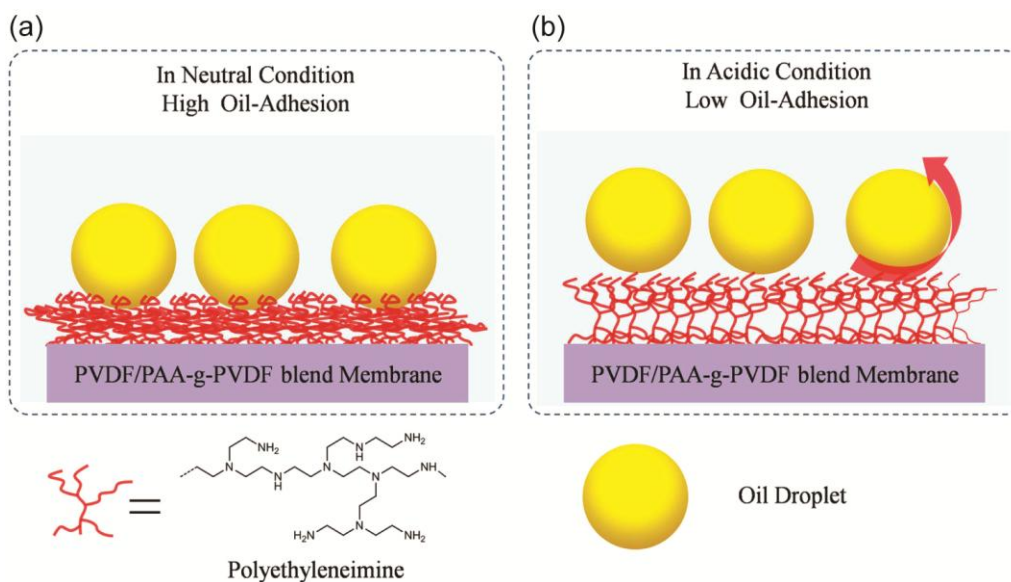 (a)
In Neutral Condition
High Oil-Adhesion
PVDF/PAA-g-PVDF blend Membrane
(b)
In Acidic Condition
Low Oil-Adhesion
PVDF/PAA-g-PVDF blend Membrane
NH2
N
N
H
N
N
H
NH2
N
NH
N
H2N
NH2
Polyethyleneimine
Oil Droplet